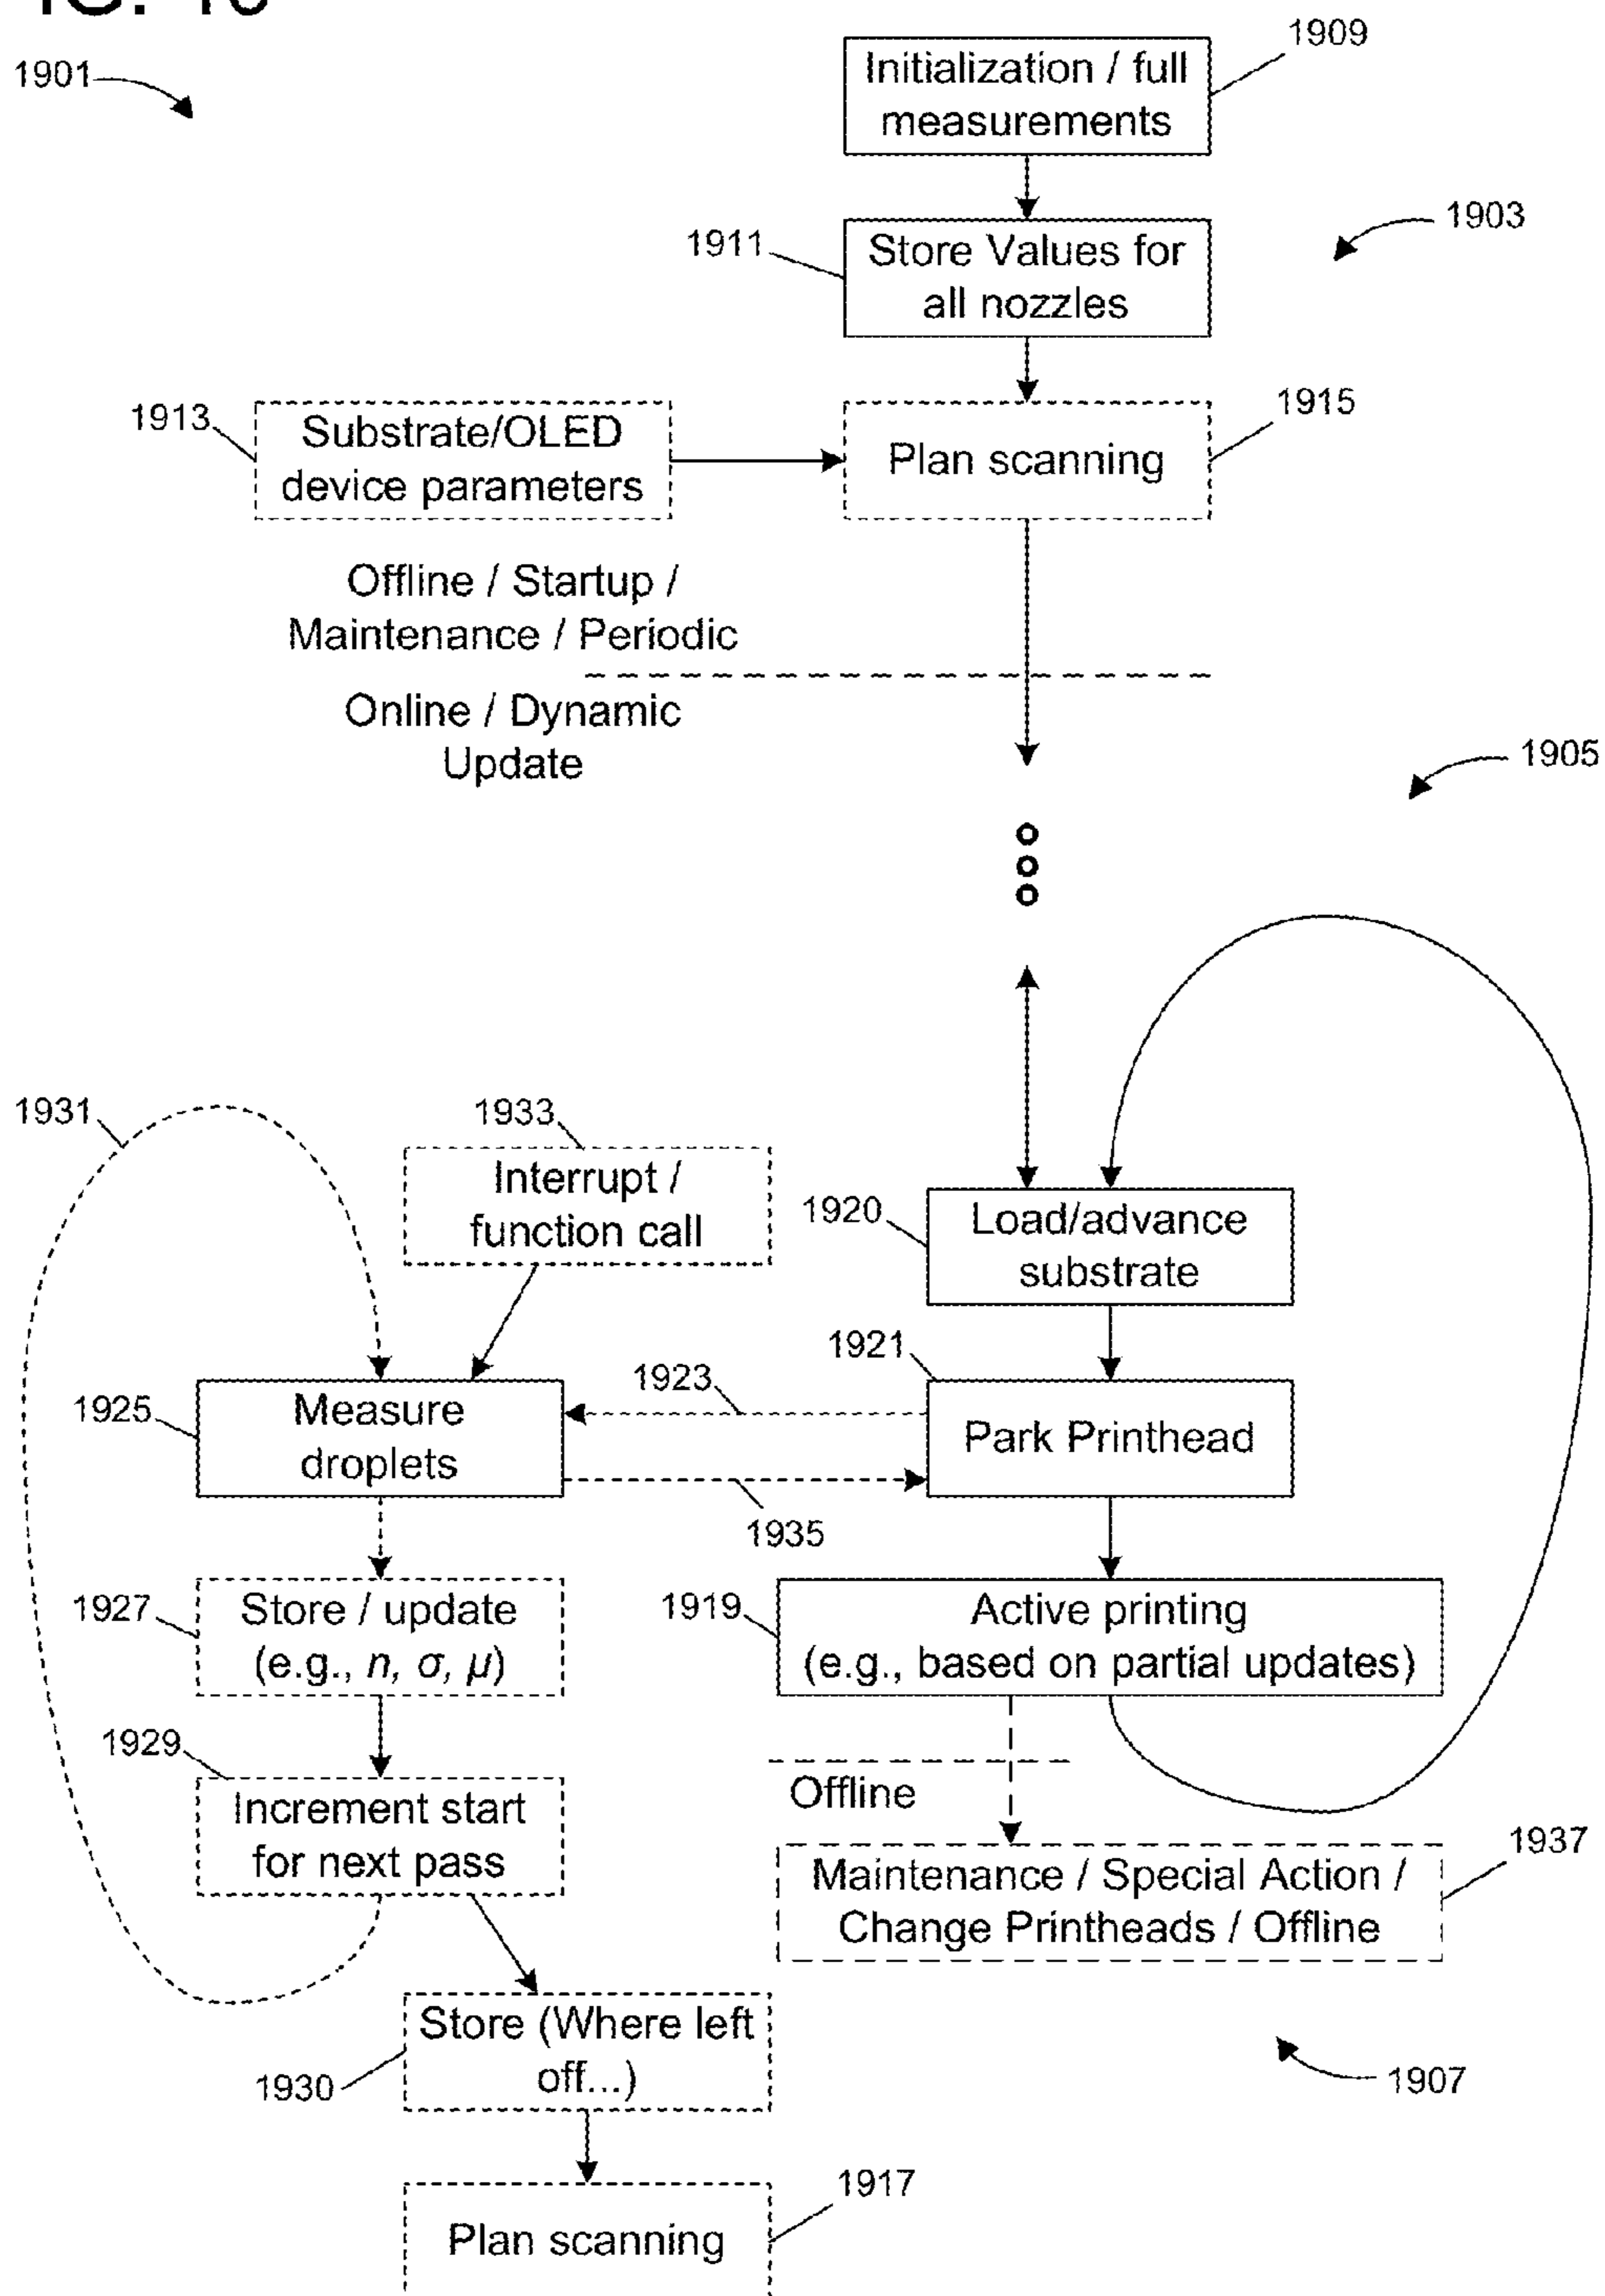 1901
Initialization / full
measurements
1909
1903
1911
Store Values for
all nozzles
1913
Substrate/OLED
device parameters
Plan scanning
1915
Offline / Startup /
Maintenance / Periodic
Online / Dynamic
Update
1905
1931
1933
Interrupt /
function call
1920
Load/advance
substrate
1925
Measure
droplets
1923
1935
1921
Park Printhead
1927
Store / update
(e.g., n, σ, μ)
1919
Active printing
(e.g., based on partial updates)
1929
Increment start
for next pass
Offline
Maintenance / Special Action /
Change Printheads / Offline
1937
1930
Store (Where left
off...)
1907
Plan scanning
1917